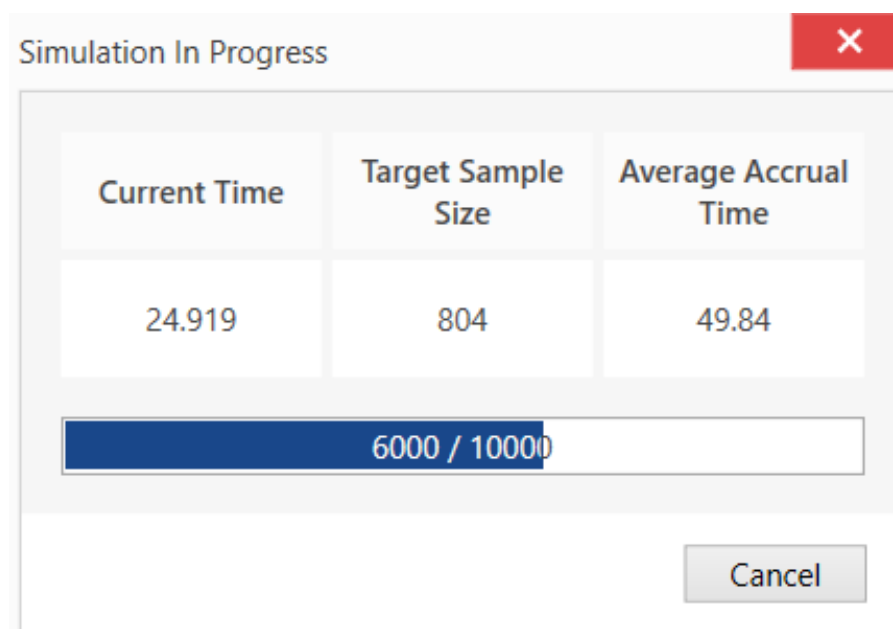 Simulation In Progress
Current Time
Target Sample
Size
Average Accrual
Time
24.919
804
49.84
6000 / 10000
Cancel